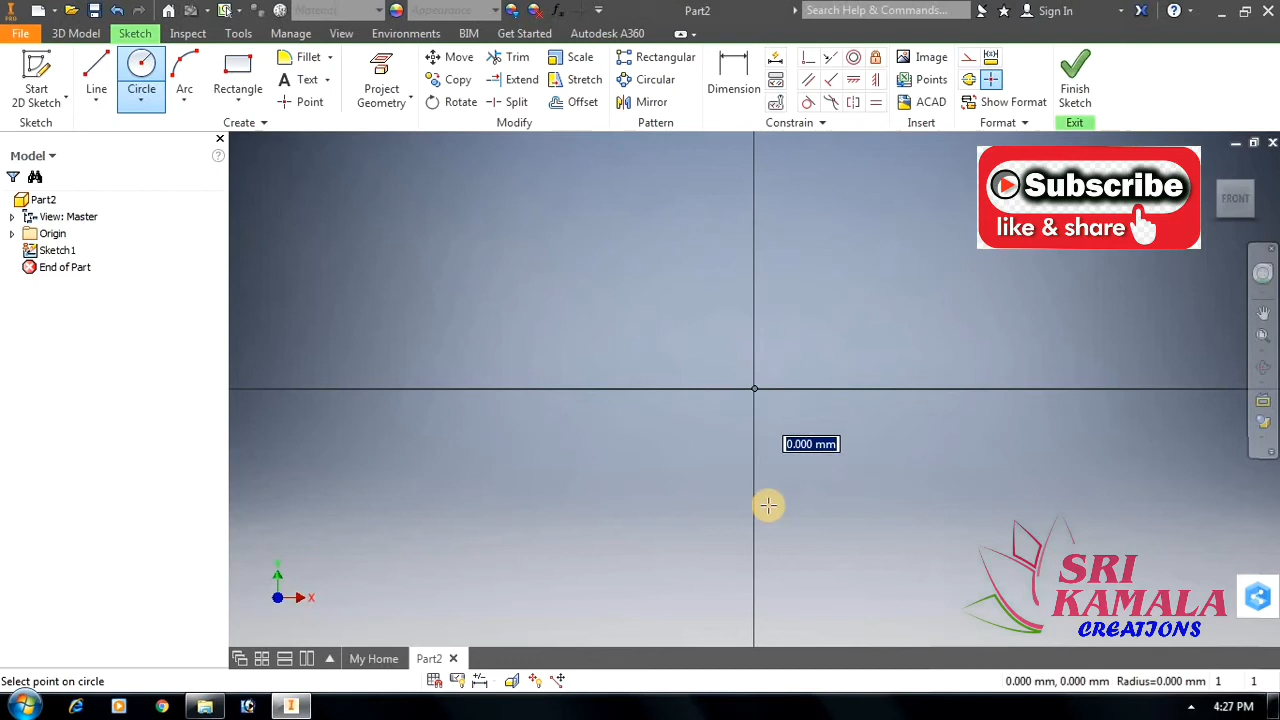 PRO
Material
Appearance
fx
Part2
Search Help & Commands...
Sign In
File
3D Model
Sketch
Inspect
Tools
Manage
View
Environments
BIM
Get Started
Autodesk A360
Start
2D Sketch
Line
Circle
Arc
Rectangle
Fillet
Text
Point
Project
Geometry
Move
Copy
Rotate
Trim
Extend
Split
Scale
Stretch
Offset
Rectangular
Circular
Mirror
Dimension
Image
Points
ACAD
Show Format
Finish
Sketch
Sketch
Create
Modify
Pattern
Constrain
Insert
Format
Exit
Model
Part2
View: Master
Origin
Sketch1
End of Part
Subscribe
like & share
FRONT
0.000 mm
X
SRI
KAMALA
CREATIONS
My Home
Part2
Select point on circle
0.000 mm, 0.000 mm
Radius=0.000 mm
1
1
4:27 PM